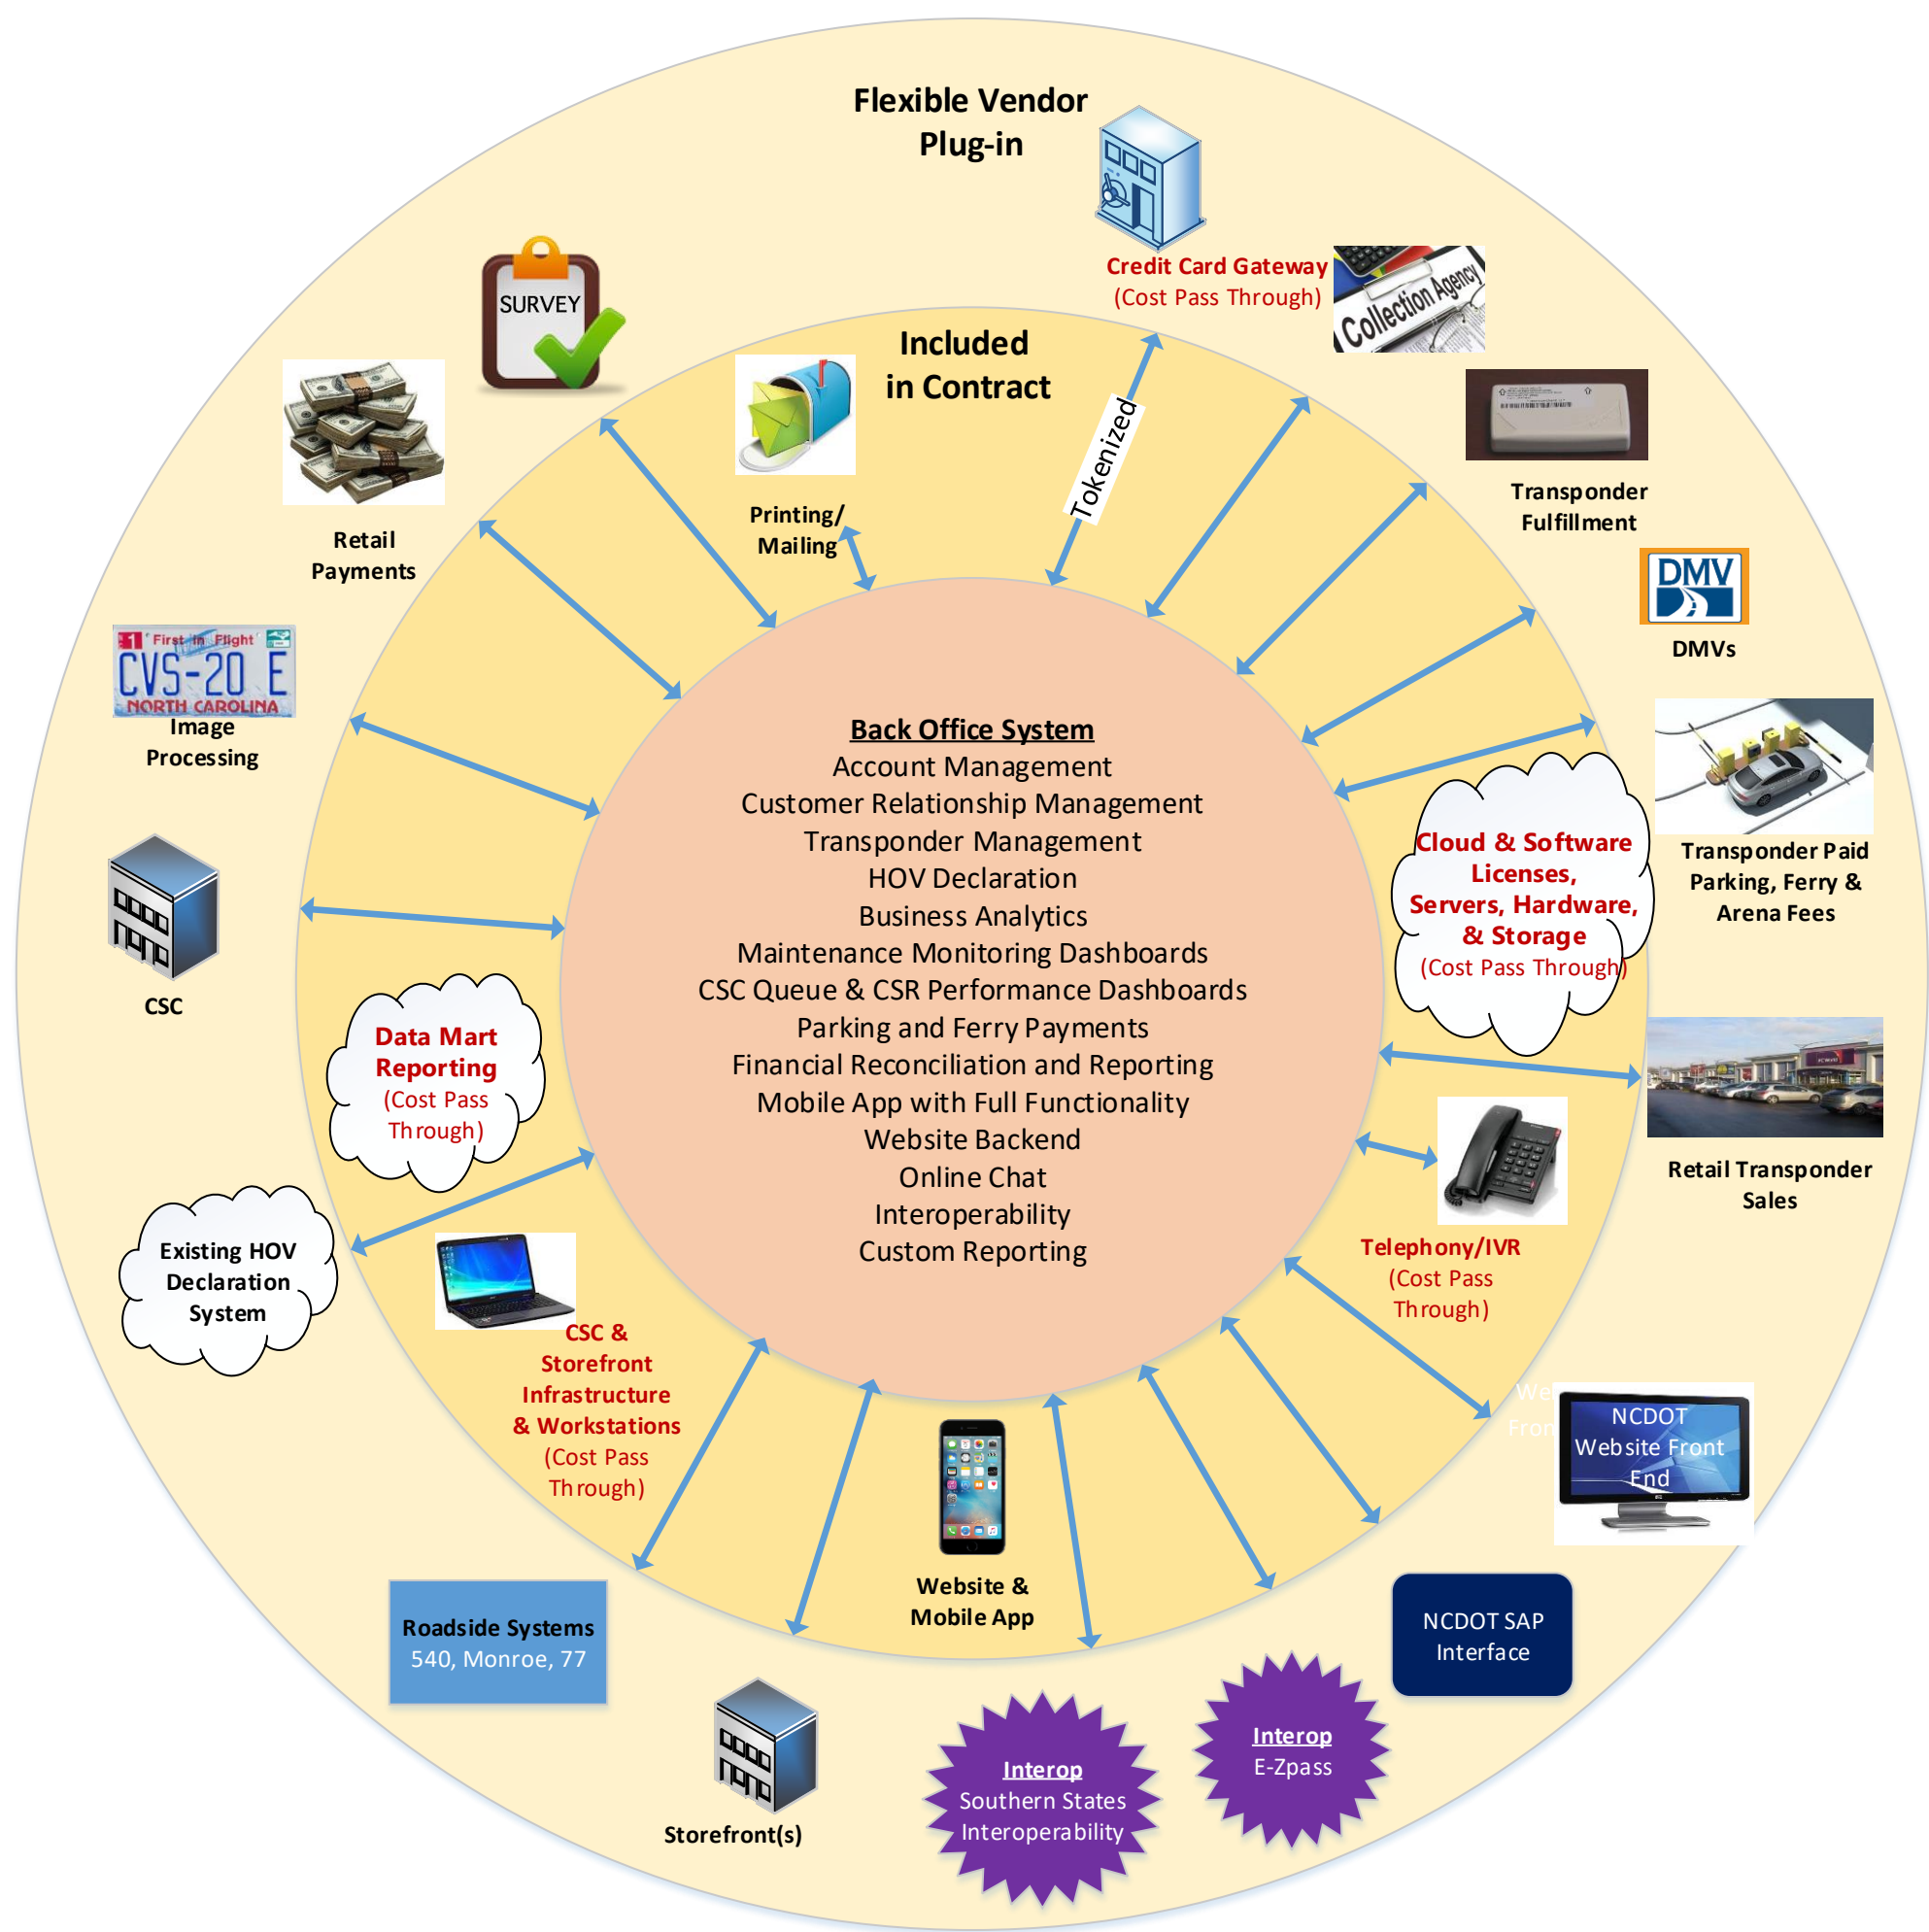 Flexible Vendor
Plug-in
Credit Card Gateway
(Cost Pass Through)
Collection Agency
SURVEY
Included
in Contract
Tokenized
Printing/
Mailing
Retail
Payments
Transponder
Fulfillment
DMV
DMVs
First in Flight
CVS-20 E
NORTH CAROLINA
Image
Processing
Back Office System
Account Management
Customer Relationship Management
Transponder Management
HOV Declaration
Business Analytics
Maintenance Monitoring Dashboards
CSC Queue & CSR Performance Dashboards
Parking and Ferry Payments
Financial Reconciliation and Reporting
Mobile App with Full Functionality
Website Backend
Online Chat
Interoperability
Custom Reporting
Cloud & Software
Licenses,
Servers, Hardware,
& Storage
(Cost Pass Through)
Transponder Paid
Parking, Ferry &
Arena Fees
CSC
Data Mart
Reporting
(Cost Pass
Through)
Retail Transponder
Sales
Existing HOV
Declaration
System
Telephony/IVR
(Cost Pass
Through)
CSC &
Storefront
Infrastructure
& Workstations
(Cost Pass
Through)
NCDOT
Website Front
End
Website &
Mobile App
Roadside Systems
540, Monroe, 77
NCDOT SAP
Interface
Storefront(s)
Interop
Southern States
Interoperability
Interop
E-Zpass